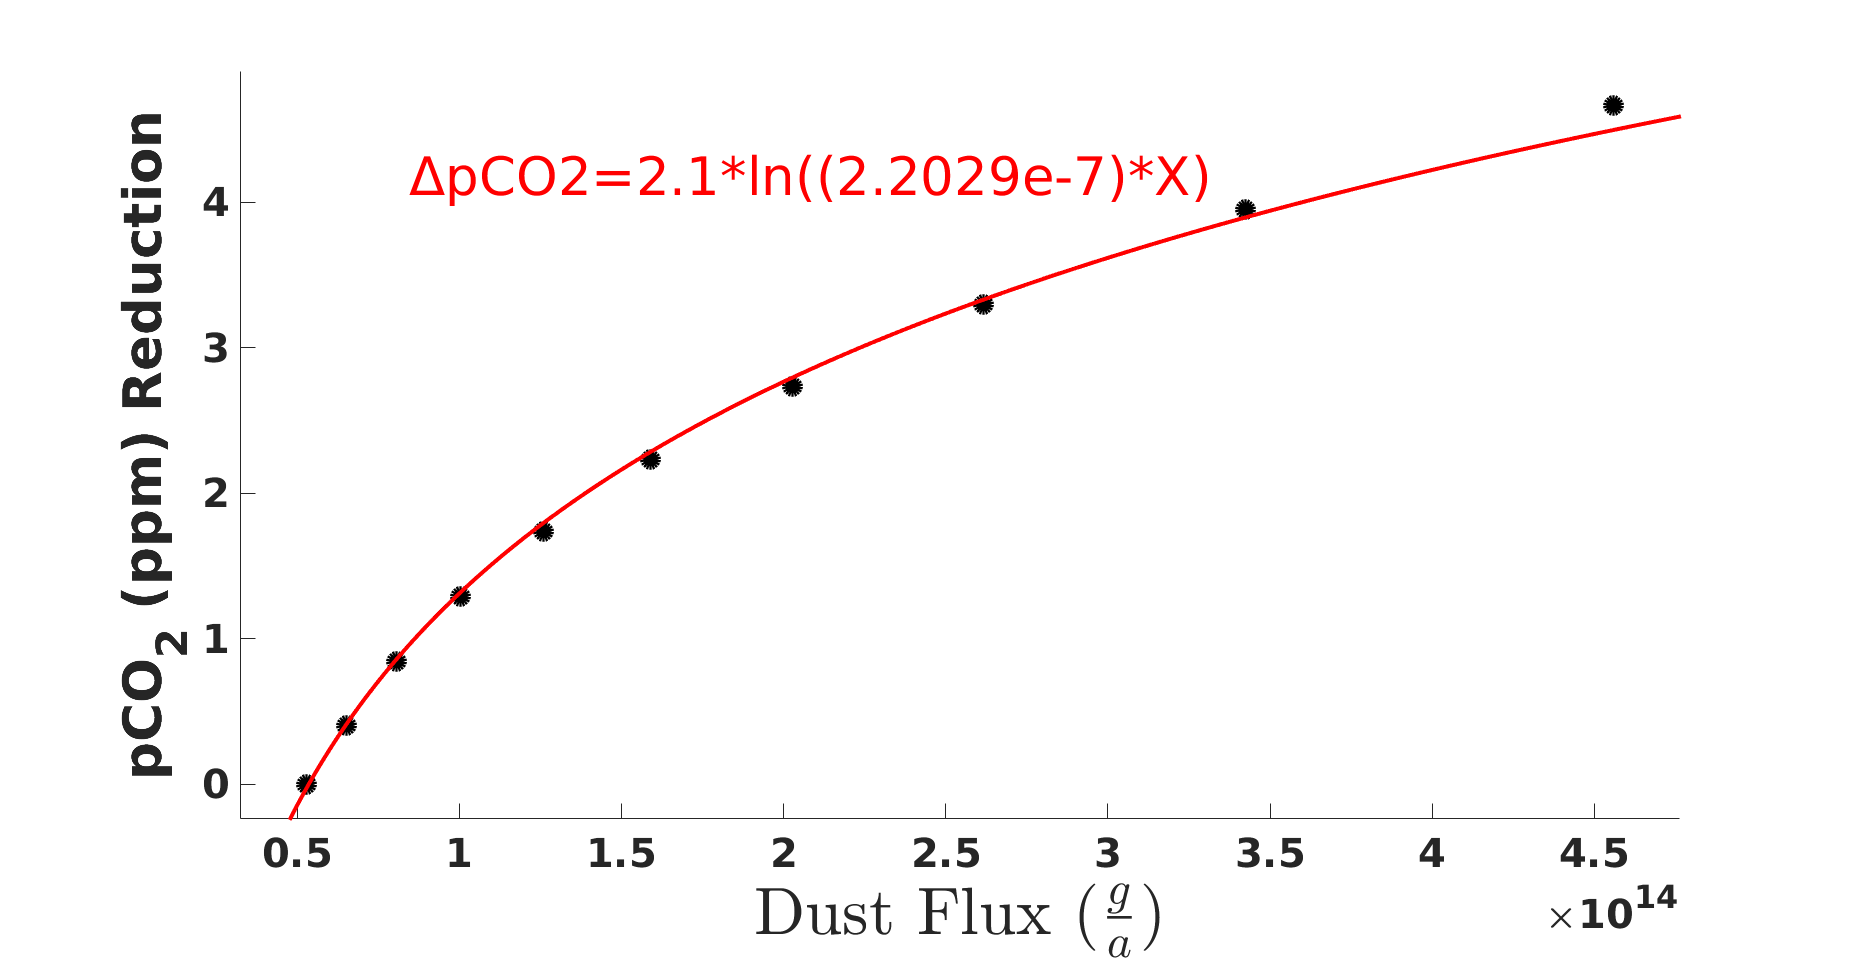 pCO2 (ppm) Reduction
4
3
2
1
0
ΔpCO2=2.1*ln((2.2029e-7)*X)
0.5 1 1.5 2 2.5 3 3.5 4 4.5
×10^14
Dust Flux (g/a)